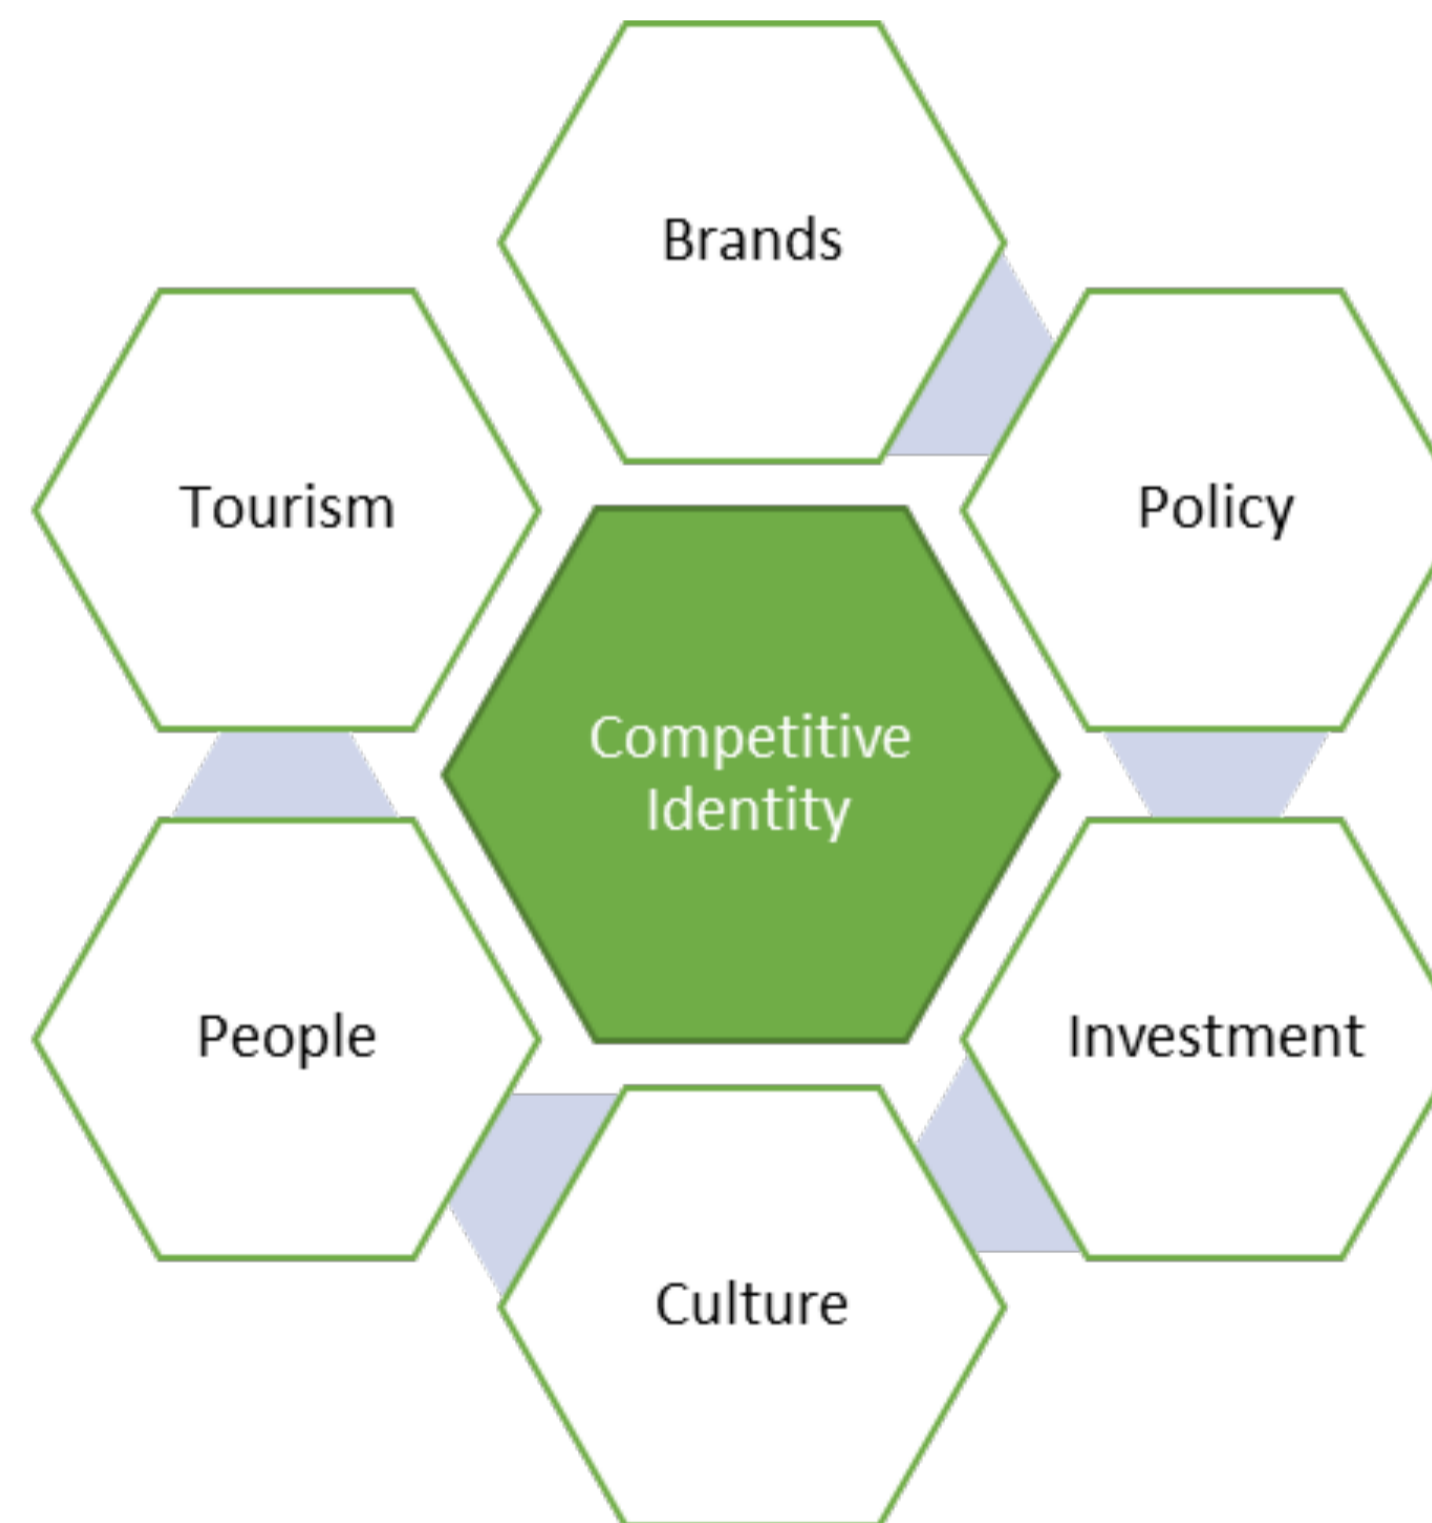 Brands
Policy
Tourism
Competitive
Identity
Investment
People
Culture